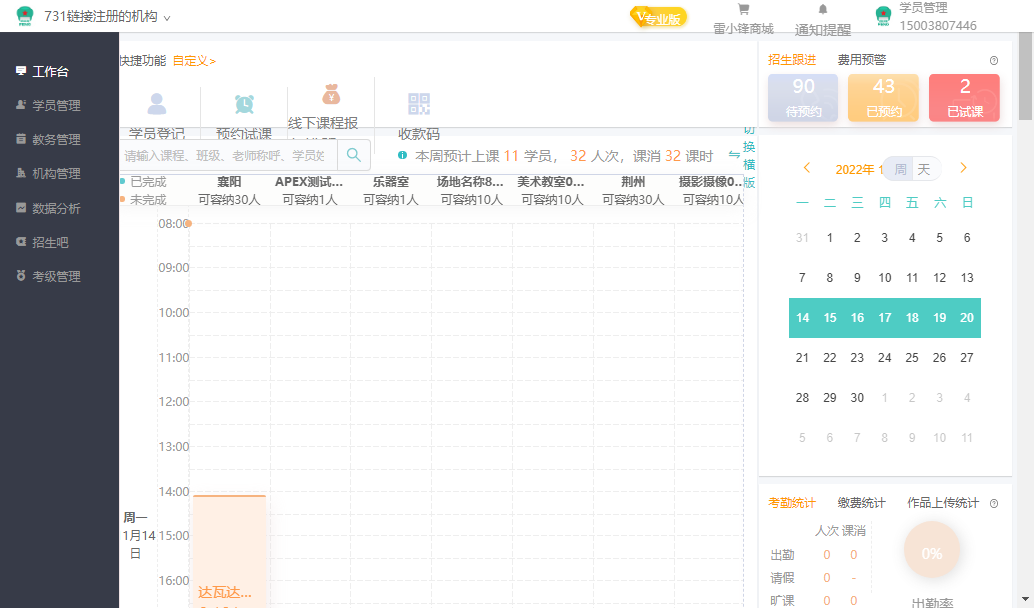 731链接注册的机构
专业版
雷小锋商城
通知提醒
学员管理
15003807446
工作台
学员管理
教务管理
机构管理
数据分析
招生吧
考级管理
快捷功能 自定义>
学员登记
预约试课
线下课程报
收款码
请输入课程、班级、老师称呼、学员姓
本周预计上课 11 学员， 32 人次，课消 32 课时
切换横版
已完成
未完成
襄阳 APEX测试... 乐器室 场地名称8... 美术教室0... 荆州 摄影摄像0...
可容纳30人 可容纳1人 可容纳1人 可容纳10人 可容纳10人 可容纳30人 可容纳10人
08:00
09:00
10:00
11:00
12:00
13:00
14:00
15:00
16:00
周一
1月14
日
达瓦达...
招生跟进 费用预警
90
待预约
43
已预约
2
已试课
2022年 1
周 天
一 二 三 四 五 六 日
31 1 2 3 4 5 6
7 8 9 10 11 12 13
14 15 16 17 18 19 20
21 22 23 24 25 26 27
28 29 30 1 2 3 4
5 6 7 8 9 10 11
考勤统计 缴费统计 作品上传统计
人次 课消
出勤 0 0
请假 0 -
旷课 0 0
0%
出勤率